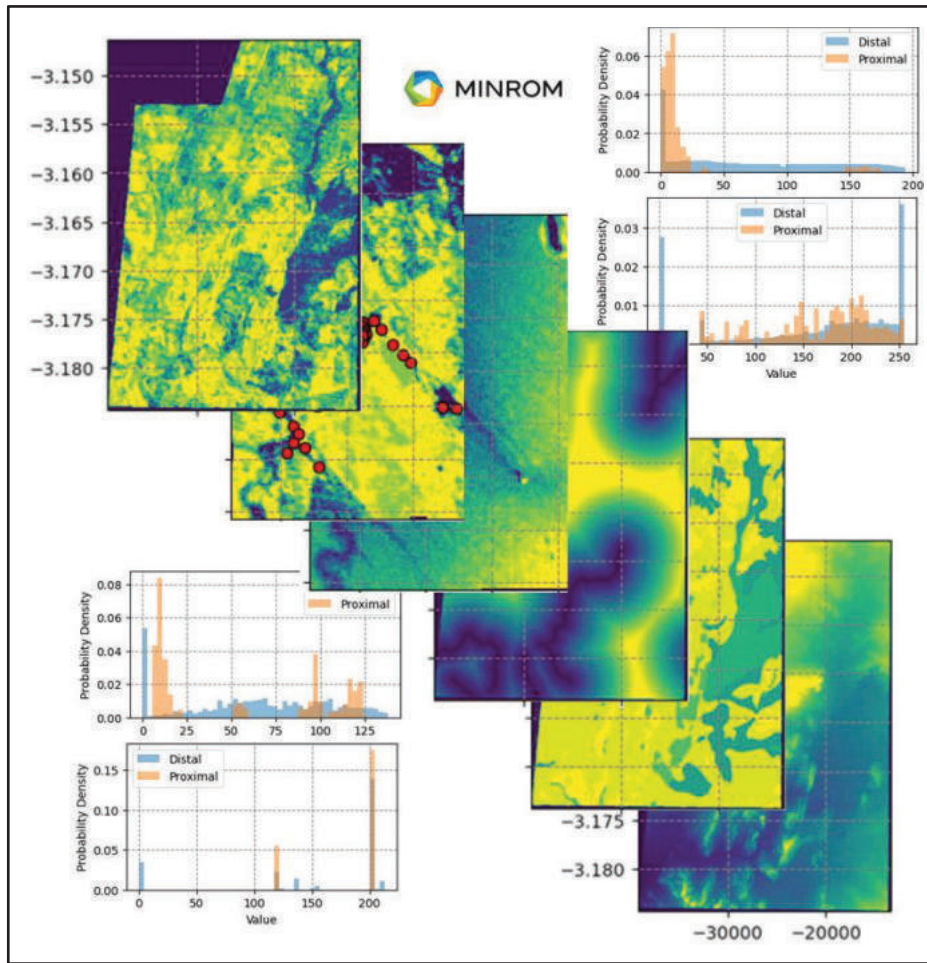 −3.150
−3.155
−3.160
−3.165
−3.170
−3.175
−3.180
MINROM
Probability Density
0.06
0.04
0.02
0.00
Distal
Proximal
0 50 100 150 200
Probability Density
0.03
0.02
0.01
Distal
Proximal
50 100 150 200 250
Value
Probability Density
0.08
0.06
0.04
0.02
0.00
Proximal
0 25 50 75 100 125
Probability Density
0.15
0.10
0.05
0.00
Distal
Proximal
0 50 100 150 200
Value
−3.175
−3.180
−30000 −20000